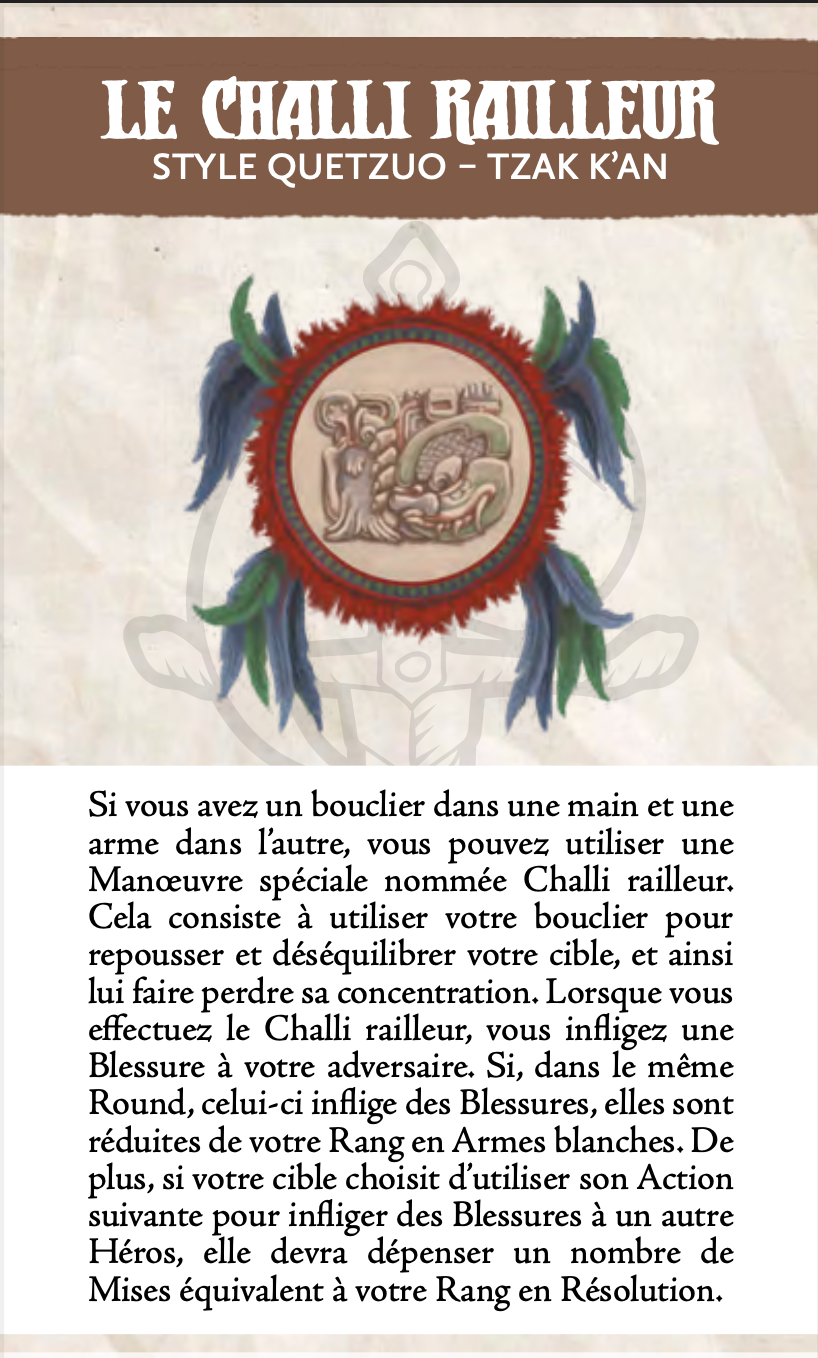 LE CHALLI RAILLEUR
STYLE QUETZUO – TZAK K’AN
Si vous avez un bouclier dans une main et une
arme dans l’autre, vous pouvez utiliser une
Manœuvre spéciale nommée Challi railleur.
Cela consiste à utiliser votre bouclier pour
repousser et déséquilibrer votre cible, et ainsi
lui faire perdre sa concentration. Lorsque vous
effectuez le Challi railleur, vous infligez une
Blessure à votre adversaire. Si, dans le même
Round, celui-ci inflige des Blessures, elles sont
réduites de votre Rang en Armes blanches. De
plus, si votre cible choisit d’utiliser son Action
suivante pour infliger des Blessures à un autre
Héros, elle devra dépenser un nombre de
Mises équivalent à votre Rang en Résolution.